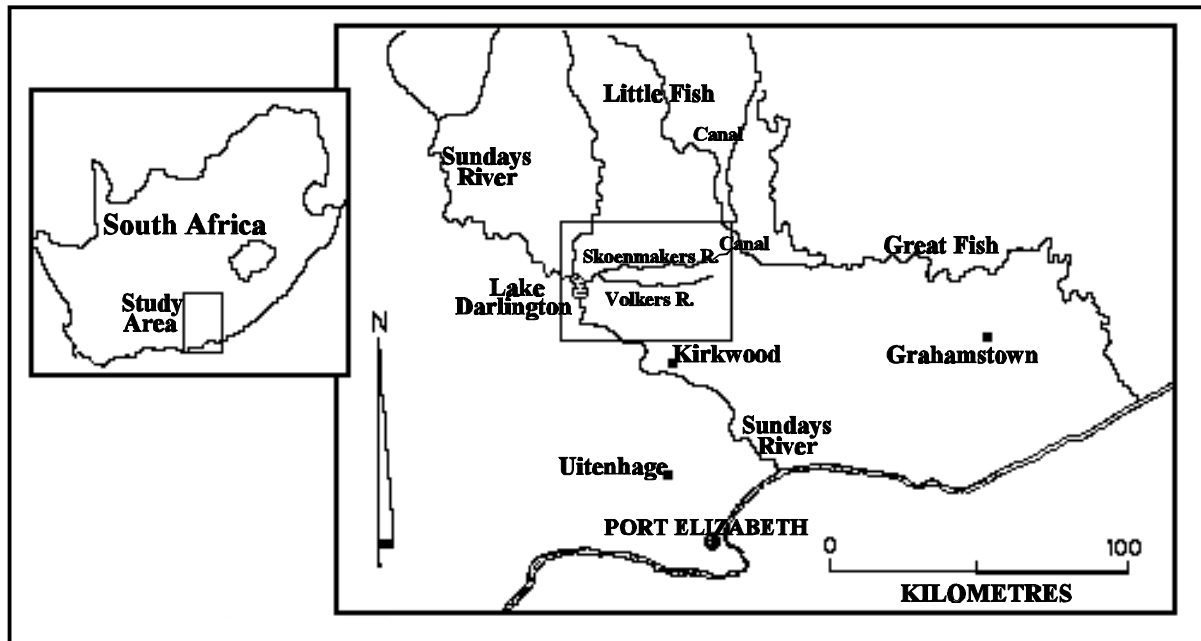 South Africa
Study
Area
N
Little Fish
Canal
Sundays
River
Canal
Skoenmakers R.
Great Fish
Lake
Darlington
Volkers R.
Kirkwood
Grahamstown
Sundays
River
Uitenhage
PORT ELIZABETH
0 100
KILOMETRES